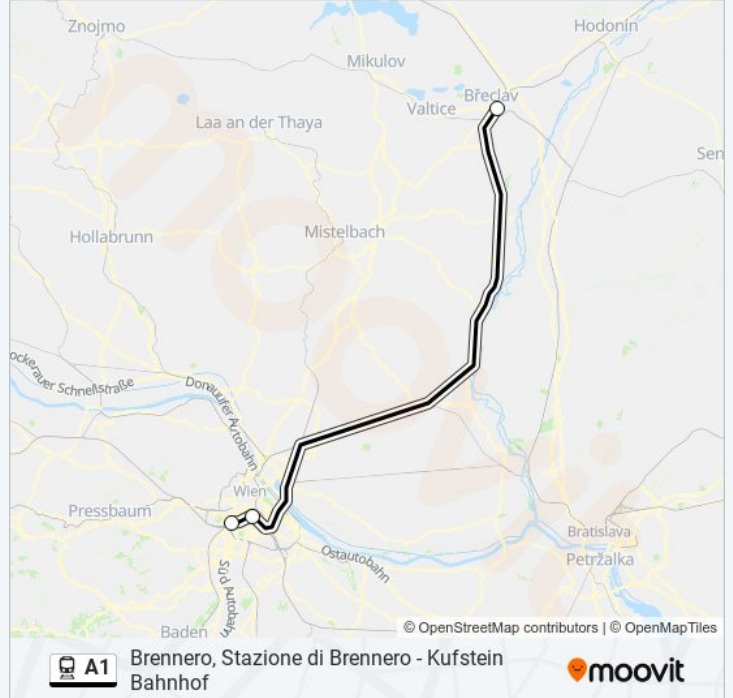 Znojmo
Hodonín
Mikulov
Břeclav
Valtice
Laa an der Thaya
Sen
Hollabrunn
Mistelbach
ockerauer Schnellstraße
Donauufer Autobahn
Wien
Pressbaum
Bratislava
Ostautobahn
Petržalka
Süd Autobahn
Baden
© OpenStreetMap contributors | © OpenMapTiles
A1
Brennero, Stazione di Brennero - Kufstein
Bahnhof
moovit
moovit